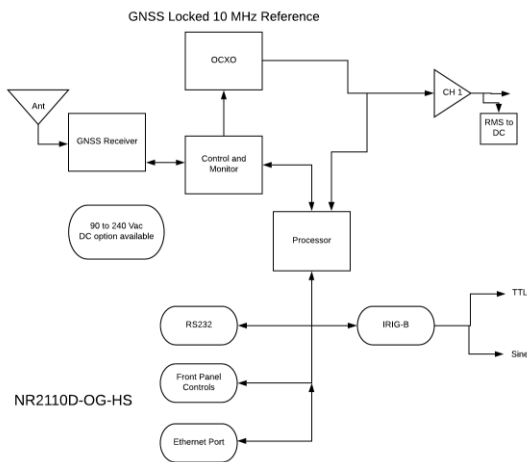 GNSS Locked 10 MHz Reference
OCXO
Ant
CH 1
RMS to
DC
GNSS Receiver
Control and
Monitor
90 to 240 Vac
DC option available
Processor
TTL
RS232
IRIG-B
Sine
Front Panel
Controls
NR2110D-OG-HS
Ethernet Port